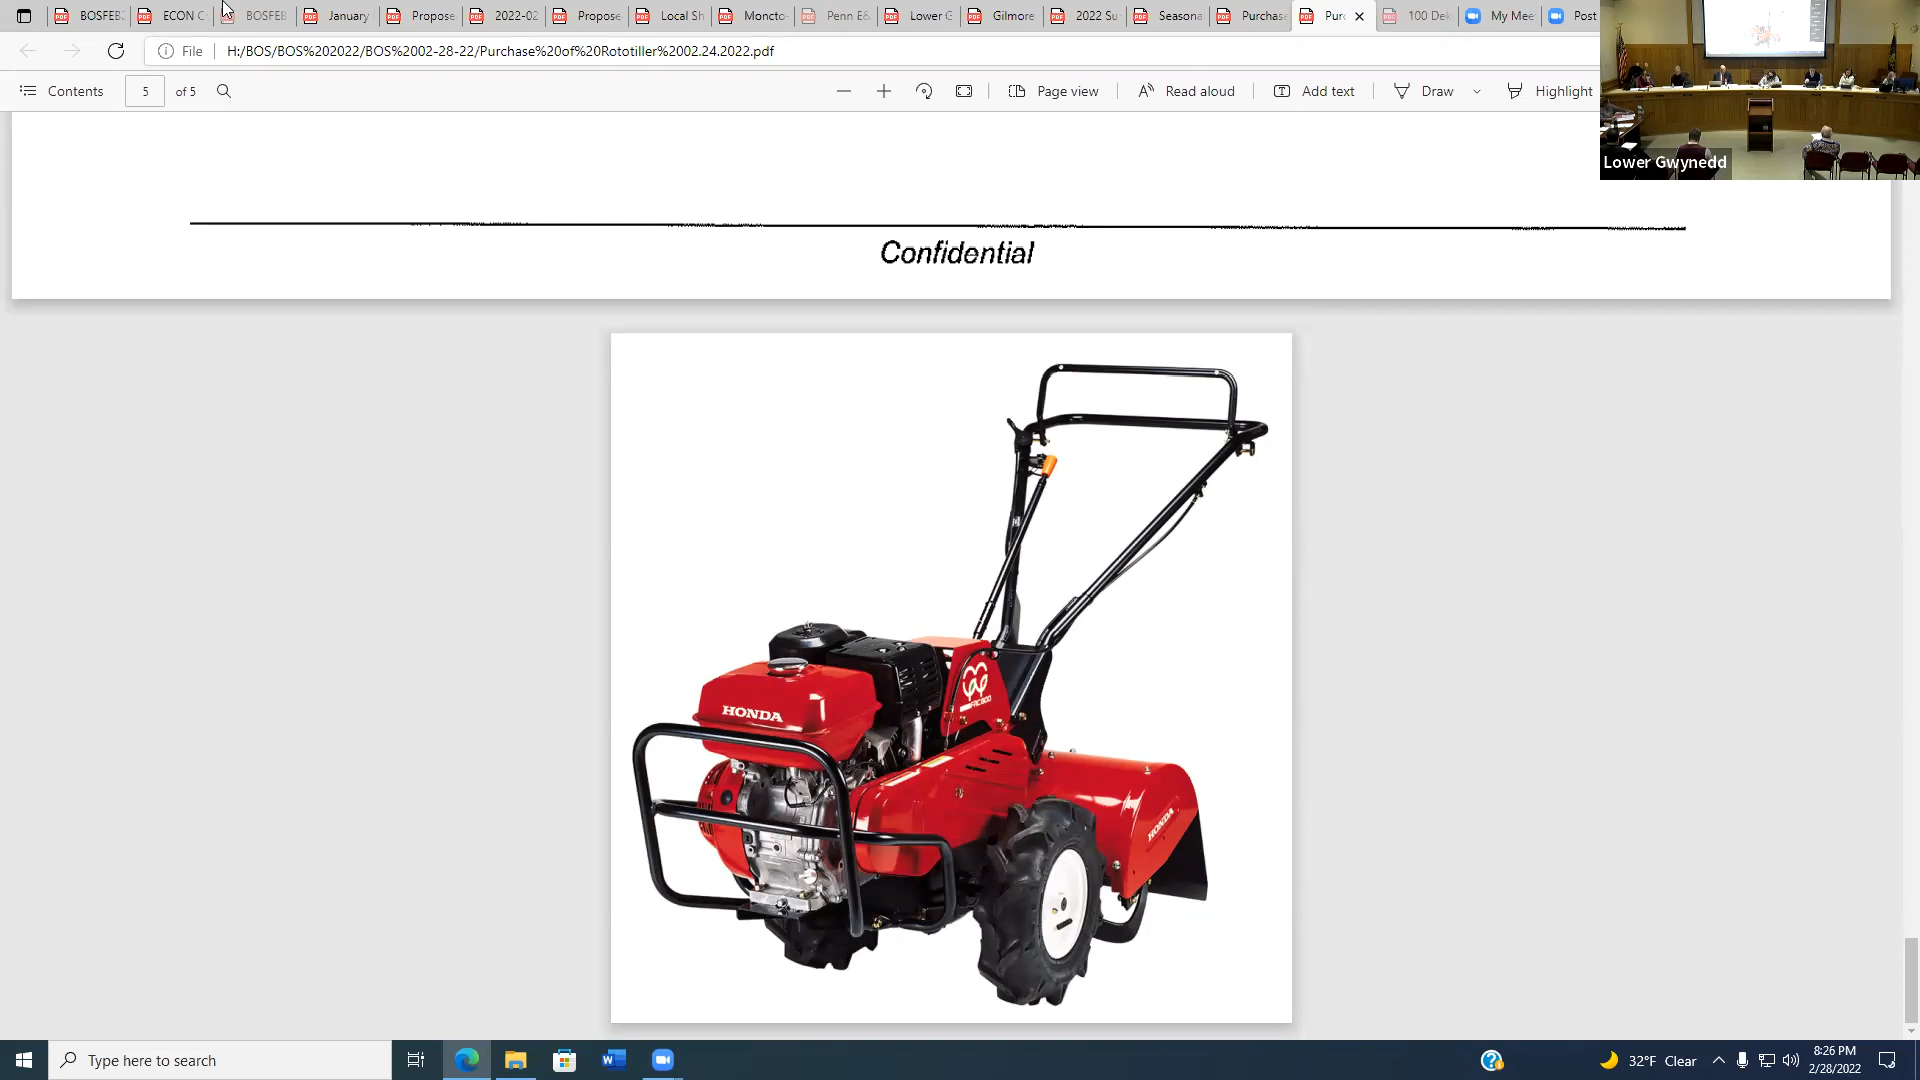 BOSFEB2
ECON C
BOSFEB
January
Propose
2022-02
Propose
Local Sh
Moncto
Penn E&
Lower G
Gilmore
2022 Su
Seasona
Purchas
Pur
100 Dek
My Mee
Post
File
H:/BOS/BOS%202022/BOS%2002-28-22/Purchase%20of%20Rototiller%2002.24.2022.pdf
Contents
5
of 5
Page view
Read aloud
Add text
Draw
Highlight
Lower Gwynedd
Confidential
HONDA
FRC800
HONDA
Type here to search
32°F Clear
8:26 PM
2/28/2022